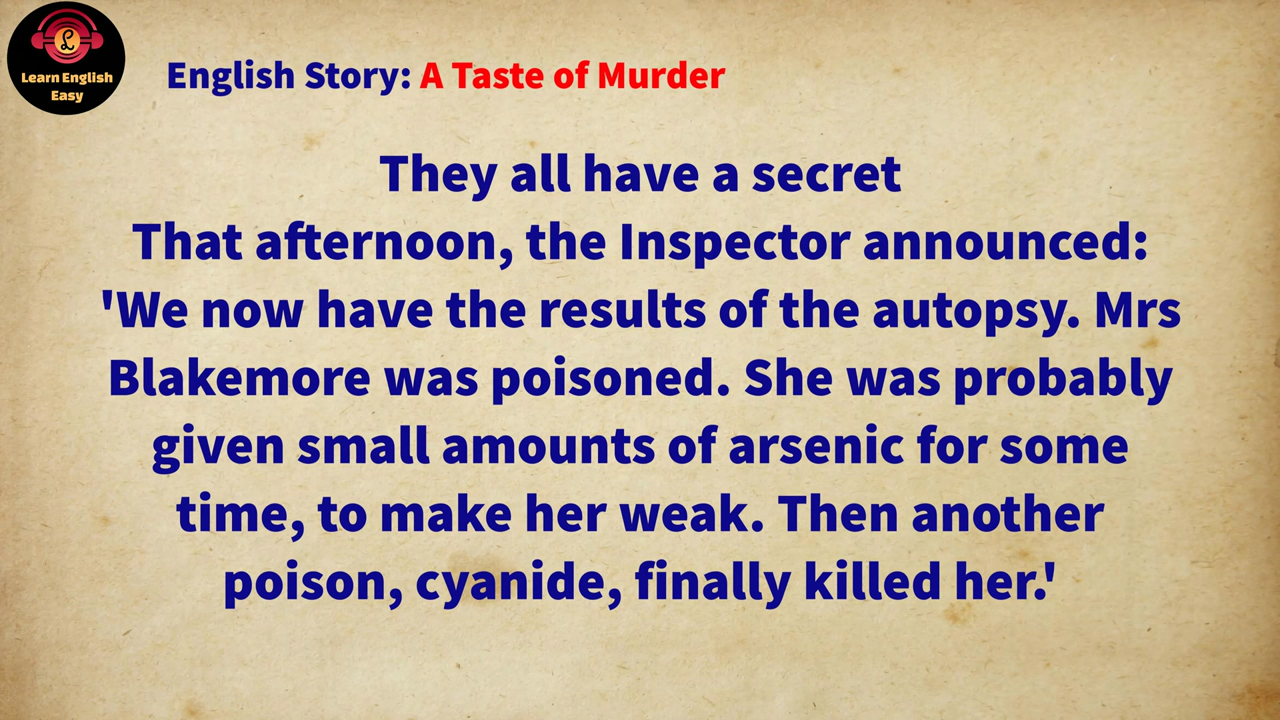 Learn English
Easy
English Story: A Taste of Murder
They all have a secret
That afternoon, the Inspector announced:
'We now have the results of the autopsy. Mrs
Blakemore was poisoned. She was probably
given small amounts of arsenic for some
time, to make her weak. Then another
poison, cyanide, finally killed her.'